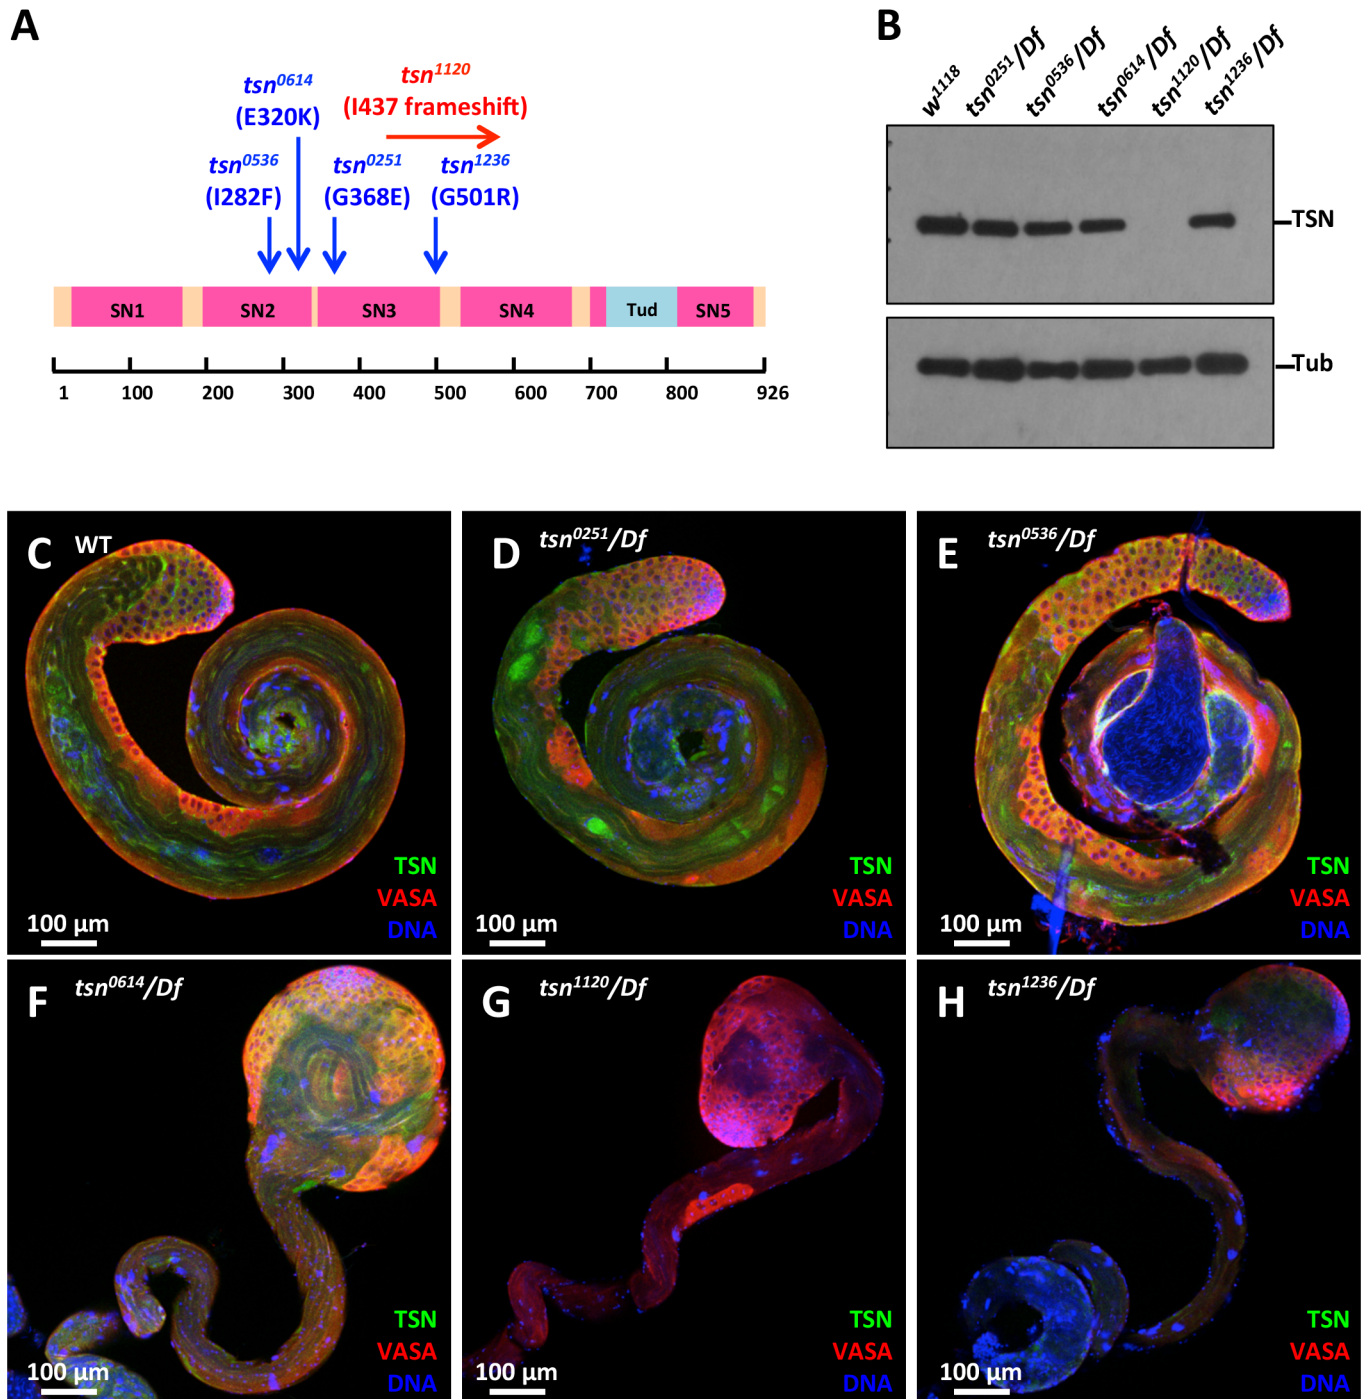 A
tsn0614
(E320K)
tsn1120
(I437 frameshift)
tsn0536
(I282F)
tsn0251
(G368E)
tsn1236
(G501R)
SN1 SN2 SN3 SN4 Tud SN5
1 100 200 300 400 500 600 700 800 926
B
w1118 tsn0251/Df tsn0536/Df tsn0614/Df tsn1120/Df tsn1236/Df
TSN
Tub
C WT
TSN
VASA
DNA
100 µm
D tsn0251/Df
TSN
VASA
DNA
100 µm
E tsn0536/Df
TSN
VASA
DNA
100 µm
F tsn0614/Df
TSN
VASA
DNA
100 µm
G tsn1120/Df
TSN
VASA
DNA
100 µm
H tsn1236/Df
TSN
VASA
DNA
100 µm